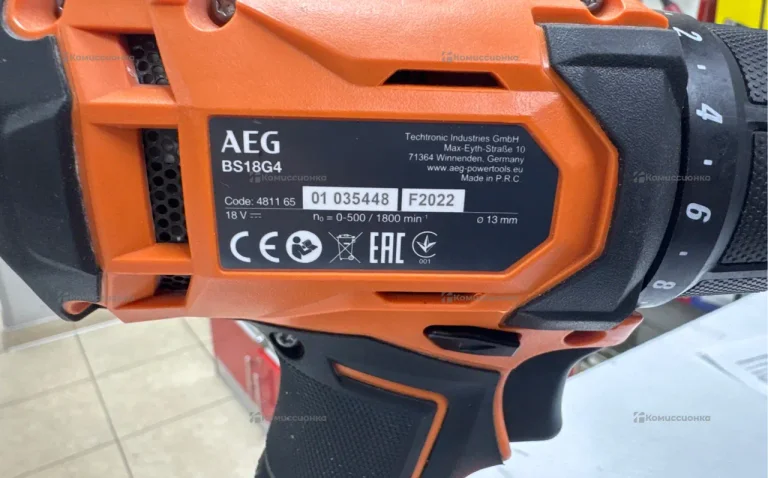 AEG
BS18G4
Techtronic Industries GmbH
Max-Eyth-Straße 10
71364 Winnenden, Germany
www.aeg-powertools.eu
Made in P.R.C.
Code: 4811 65 01 035448 F2022
18 V n₀ = 0-500 / 1800 min⁻¹ ø 13 mm
CE EAC 001
2
4
6
8
Комиссионка
Комиссионка
Комиссионка
Комиссионка
Комиссионка
Комиссионка
Комиссионка